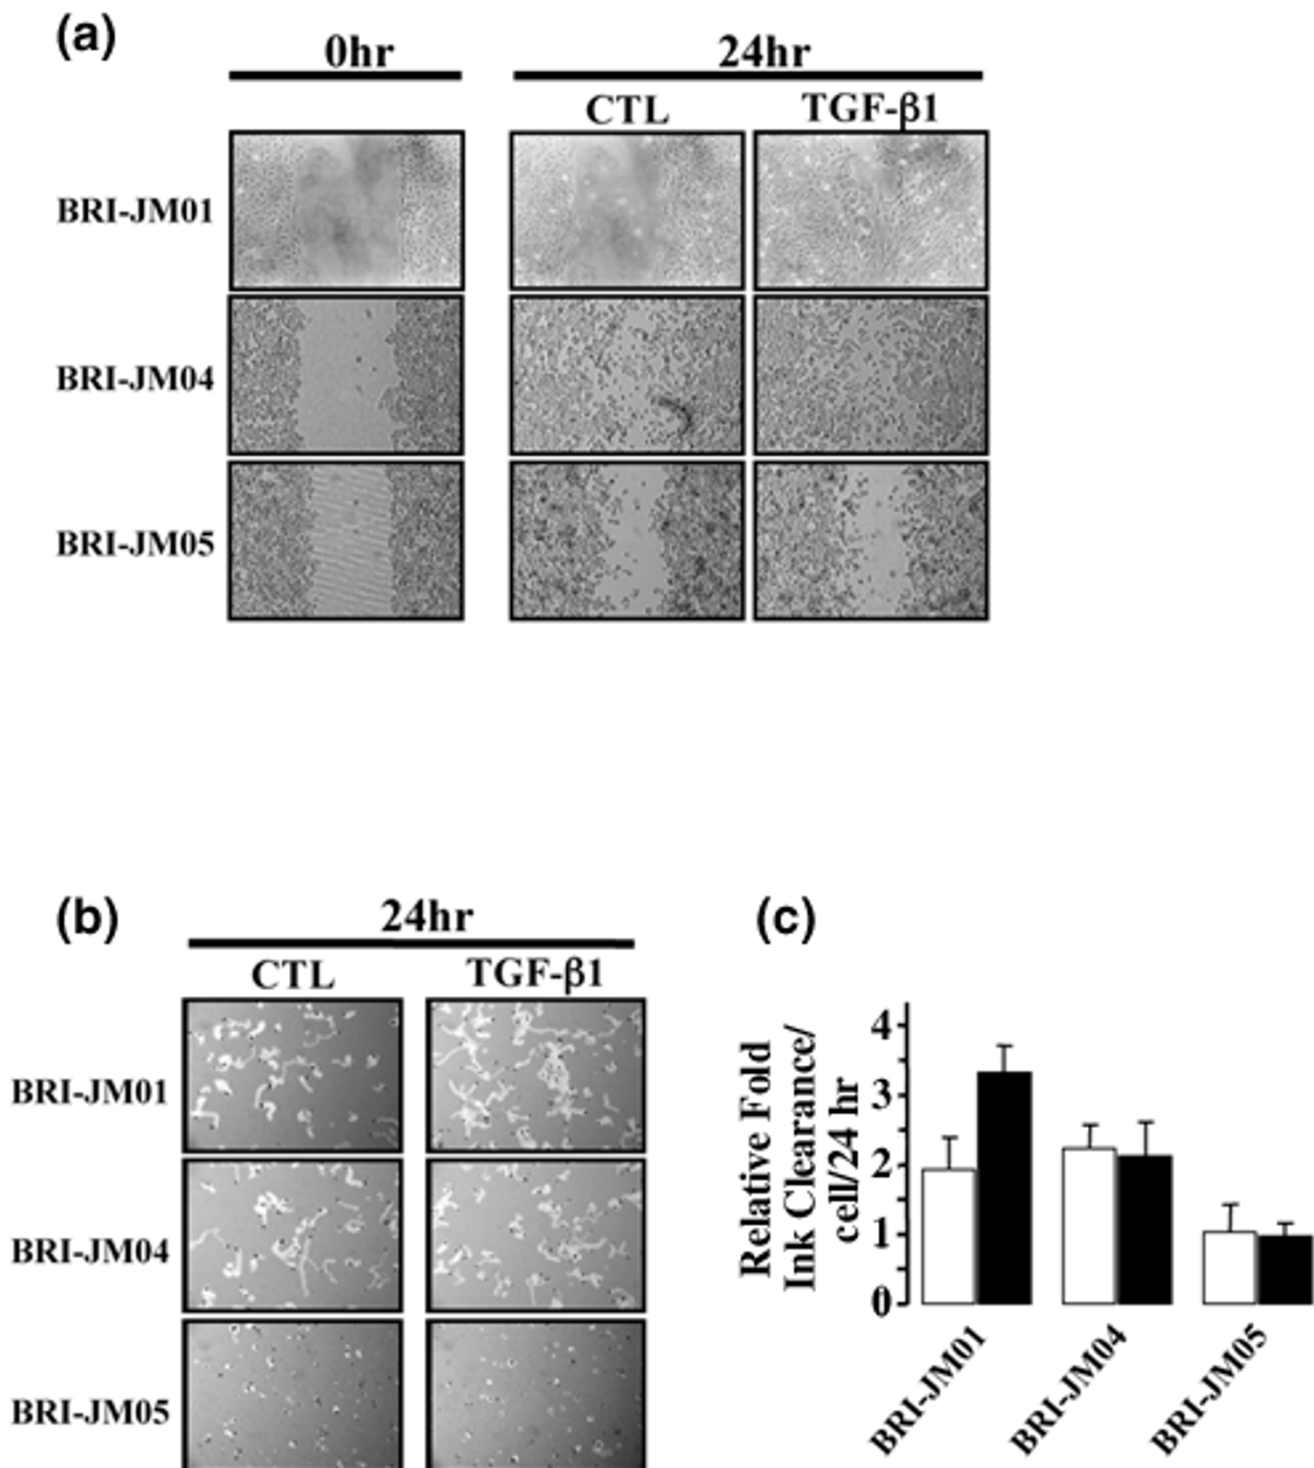 (a)
0hr 24hr
CTL TGF-β1
BRI-JM01
BRI-JM04
BRI-JM05
(b)
24hr
CTL TGF-β1
BRI-JM01
BRI-JM04
BRI-JM05
(c)
Relative Fold
Ink Clearance/
cell/24 hr
4
3
2
1
0
BRI-JM01
BRI-JM04
BRI-JM05